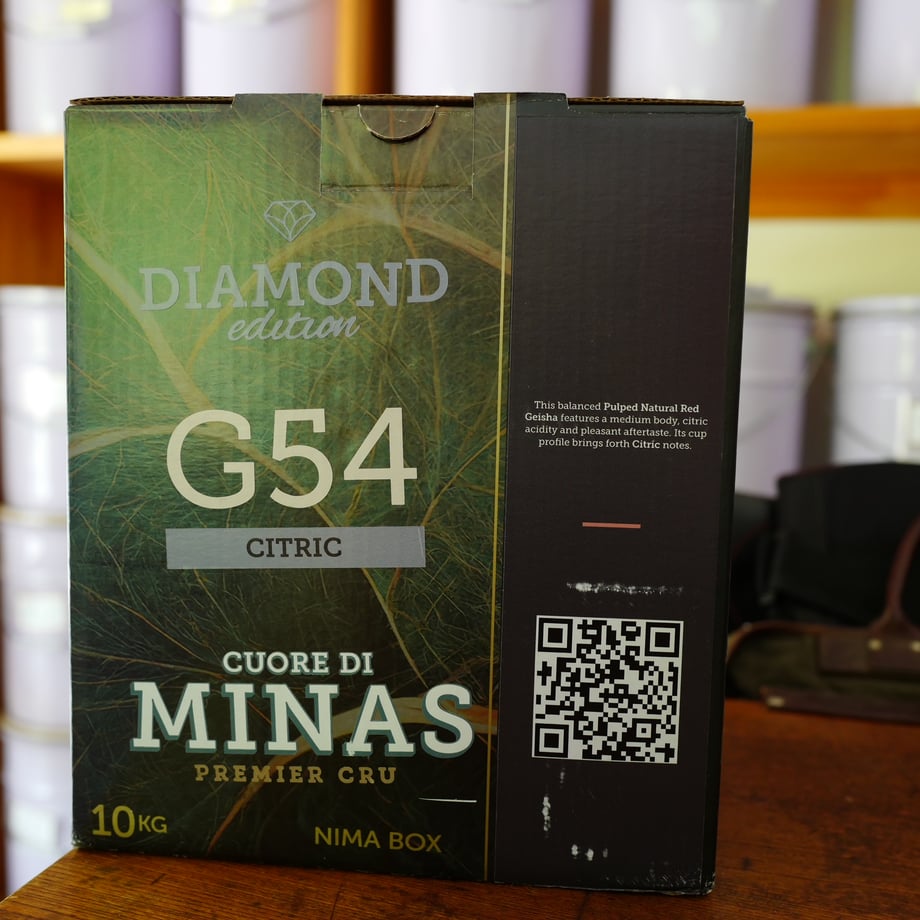 DIAMOND
edition
G54
CITRIC
CUORE DI
MINAS
PREMIER CRU
10KG
NIMA BOX
This balanced Pulped Natural Red
Geisha features a medium body, citric
acidity and pleasant aftertaste. Its cup
profile brings forth Citric notes.